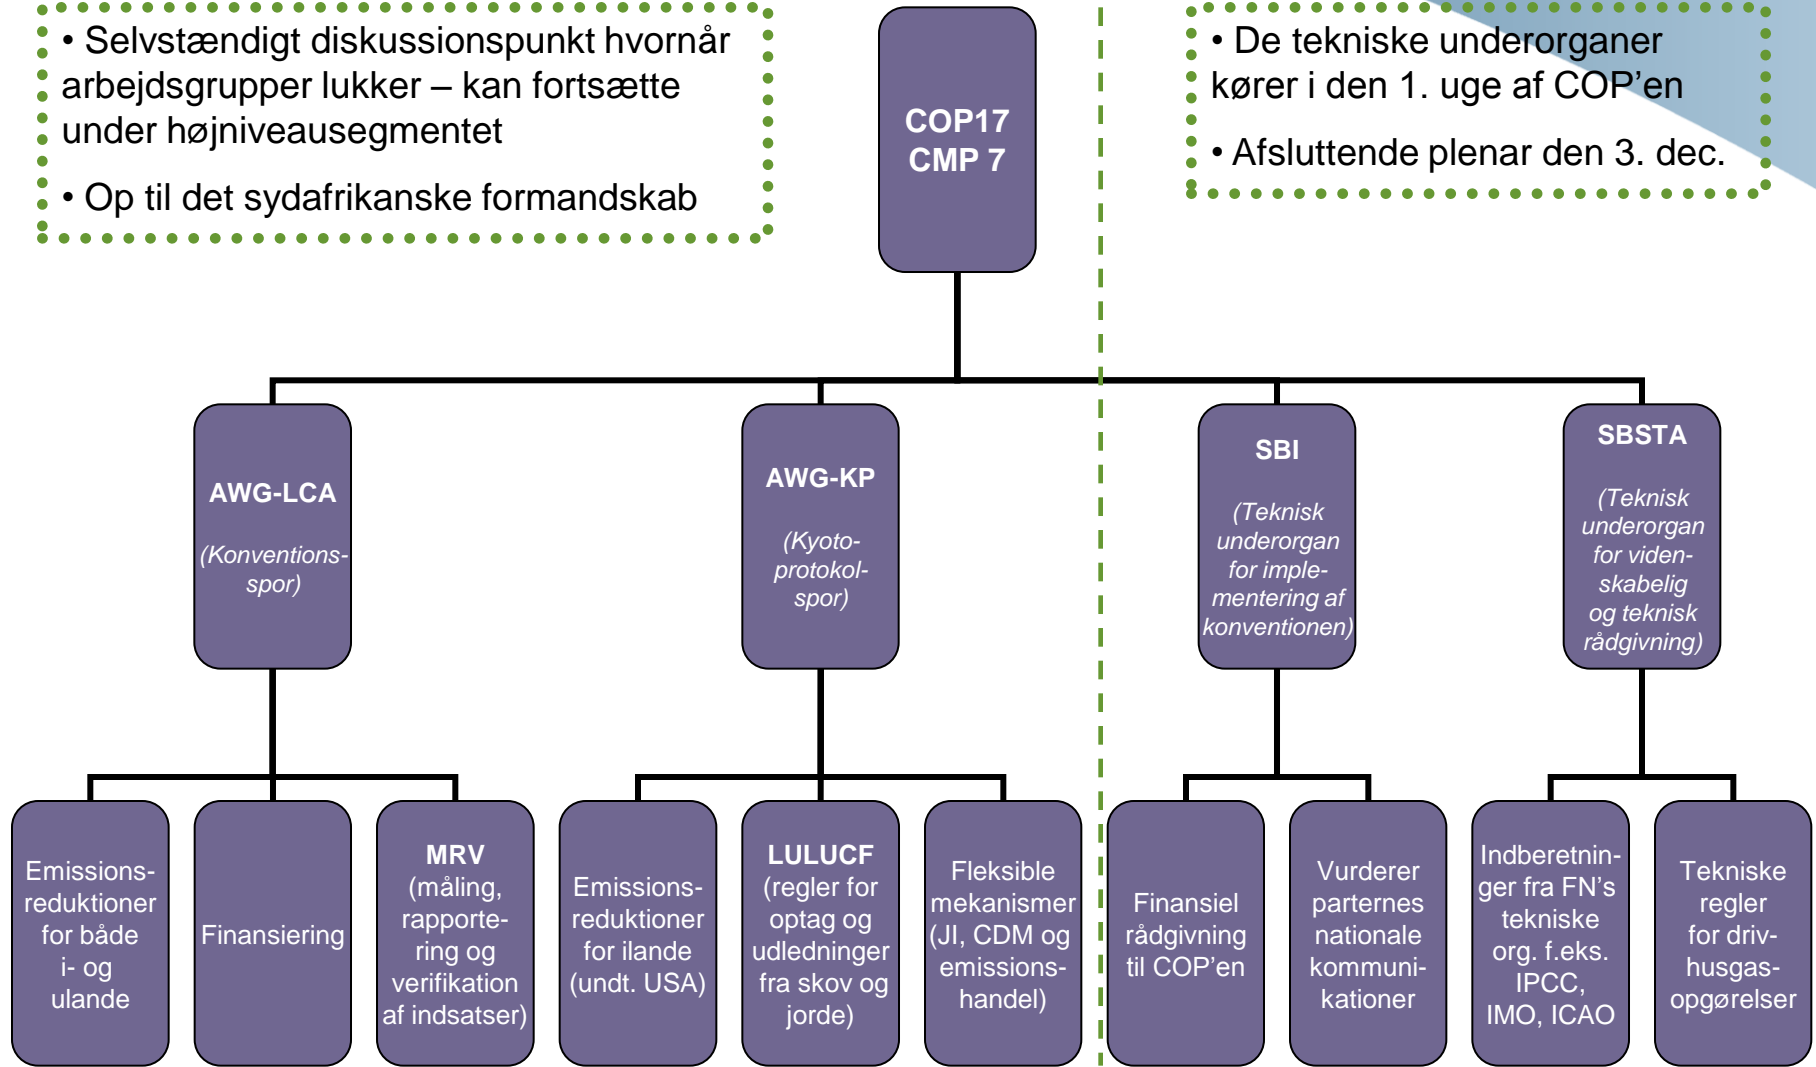 • Selvstændigt diskussionspunkt hvornår
arbejdsgrupper lukker – kan fortsætte
under højniveausegmentet
• Op til det sydafrikanske formandskab
COP17
CMP 7
• De tekniske underorganer
kører i den 1. uge af COP’en
• Afsluttende plenar den 3. dec.
AWG-LCA
(Konventions-
spor)
AWG-KP
(Kyoto-
protokol-
spor)
SBI
(Teknisk
underorgan
for imple-
mentering af
konventionen)
SBSTA
(Teknisk
underorgan
for viden-
skabelig
og teknisk
rådgivning)
Emissions-
reduktioner
for både
i- og
ulande
Finansiering
MRV
(måling,
rapporte-
ring og
verifikation
af indsatser)
Emissions-
reduktioner
for ilande
(undt. USA)
LULUCF
(regler for
optag og
udledninger
fra skov og
jorde)
Fleksible
mekanismer
(JI, CDM og
emissions-
handel)
Finansiel
rådgivning
til COP’en
Vurderer
parternes
nationale
kommuni-
kationer
Indberetnin-
ger fra FN’s
tekniske
org. f.eks.
IPCC,
IMO, ICAO
Tekniske
regler
for driv-
husgas-
opgørelser